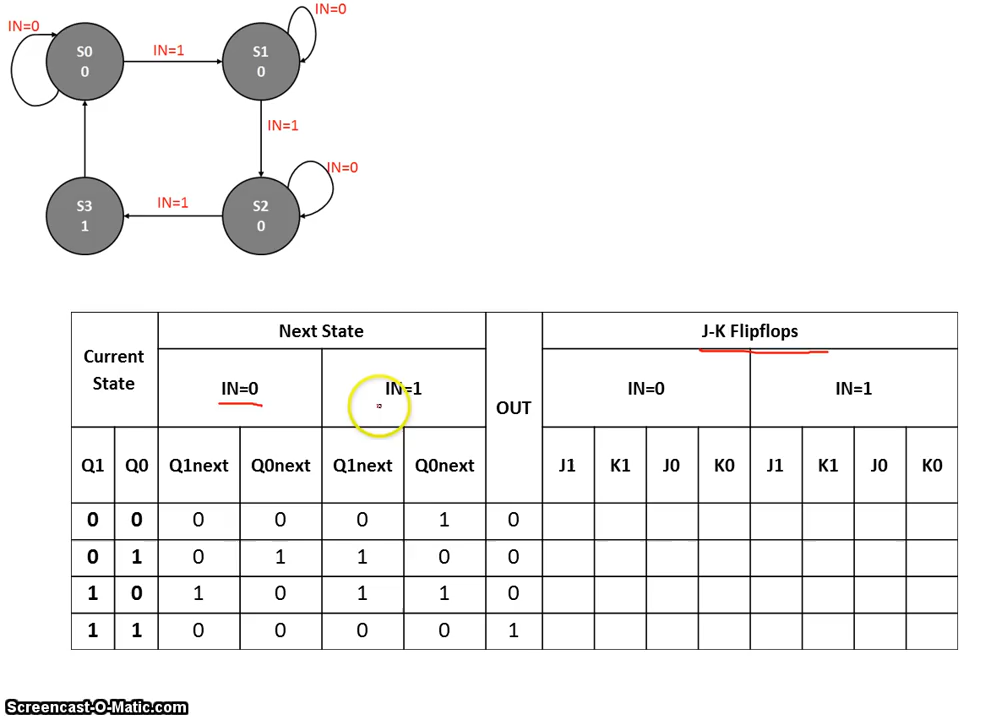 IN=0
IN=0
S0
0
IN=1
S1
0
IN=1
IN=0
S3
1
IN=1
S2
0
Current
State
Next State
OUT
J-K Flipflops
IN=0
IN=1
IN=0
IN=1
Q1 Q0 Q1next Q0next Q1next Q0next J1 K1 J0 K0 J1 K1 J0 K0
0 0 0 0 0 1 0
0 1 0 1 1 0 0
1 0 1 0 1 1 0
1 1 0 0 0 0 1
Screencast-O-Matic.com